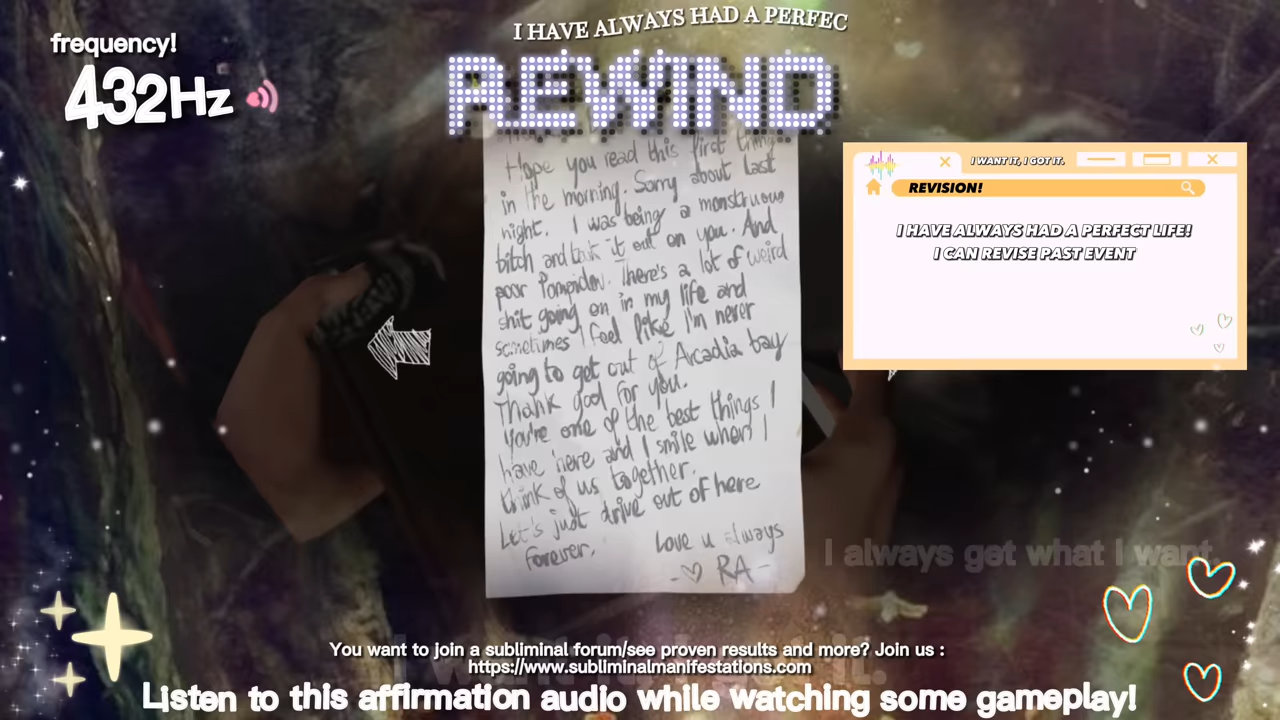 I HAVE ALWAYS HAD A PERFEC
frequency!
432Hz
REWIND
Hope you read this first thing
in the morning. Sorry about last
night. I was being a monstruous
bitch and took it out on you. And
poor Pompidou. There's a lot of weird
shit going on in my life and
sometimes I feel like I'm never
going to get out of Arcadia bay
Thank god for you.
You're one of the best things I
have here and I smile when I
think of us together.
Let's just drive out of here
forever.
Love u always
-♡ RA-
I WANT IT, I GOT IT.
REVISION!
I HAVE ALWAYS HAD A PERFECT LIFE!
I CAN REVISE PAST EVENT
I always get what I want.
You want to join a subliminal forum/see proven results and more? Join us :
https://www.subliminalmanifestations.com
Listen to this affirmation audio while watching some gameplay!